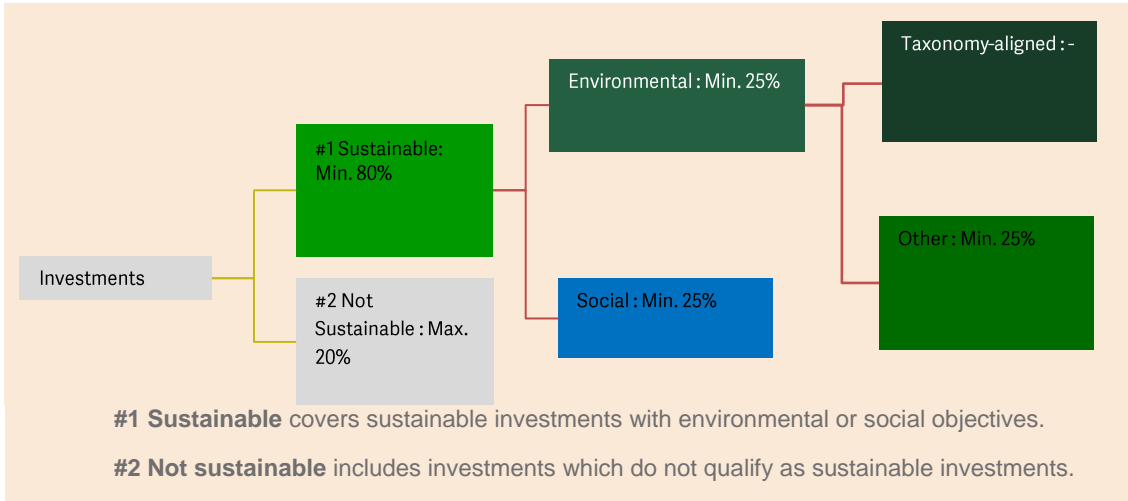 Taxonomy-aligned : -
Environmental : Min. 25%
#1 Sustainable:
Min. 80%
Other : Min. 25%
Investments
#2 Not
Sustainable : Max.
20%
Social : Min. 25%
#1 Sustainable covers sustainable investments with environmental or social objectives.
#2 Not sustainable includes investments which do not qualify as sustainable investments.